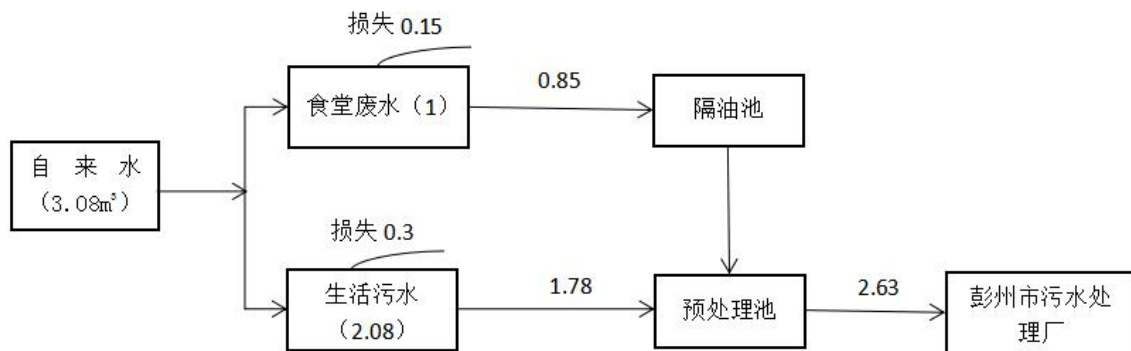 损失 0.15
食堂废水（1）
0.85
隔油池
自 来 水
(3.08m³)
损失 0.3
生活污水
（2.08）
1.78
预处理池
2.63
彭州市污水处
理厂